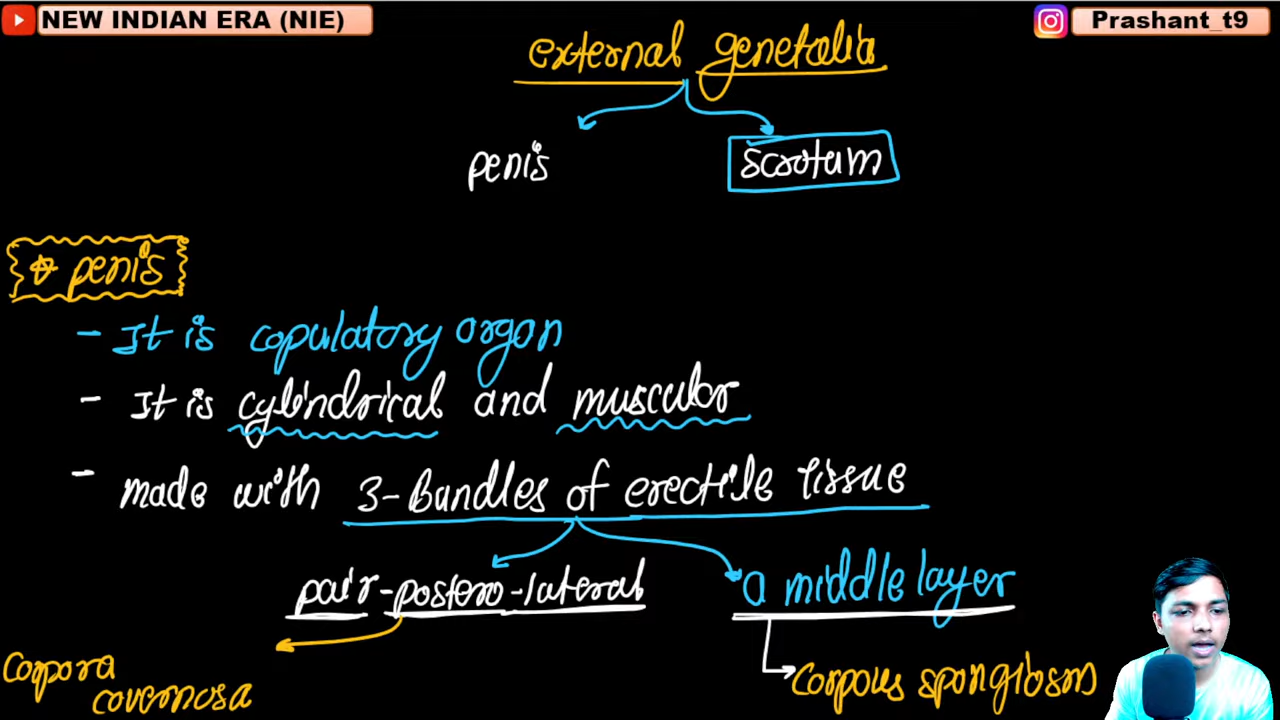 NEW INDIAN ERA (NIE)
Prashant_t9
external genetalia
penis
scrotum
penis
- It is copulatory organ
- It is cylindrical and muscular
- made with 3-Bundles of erectile tissue
pair-postero-lateral
a middle layer
corpora
covernosa
corpous spongiosm